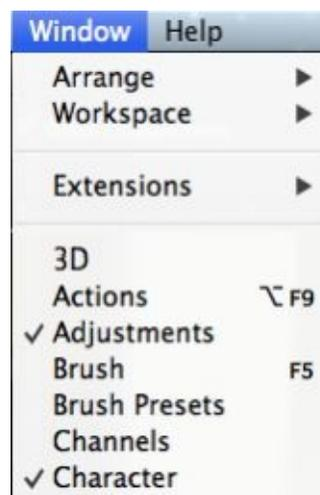 Window Help
Arrange ▶
Workspace ▶
Extensions ▶
3D
Actions ⌥ F9
✓ Adjustments
Brush F5
Brush Presets
Channels
✓ Character